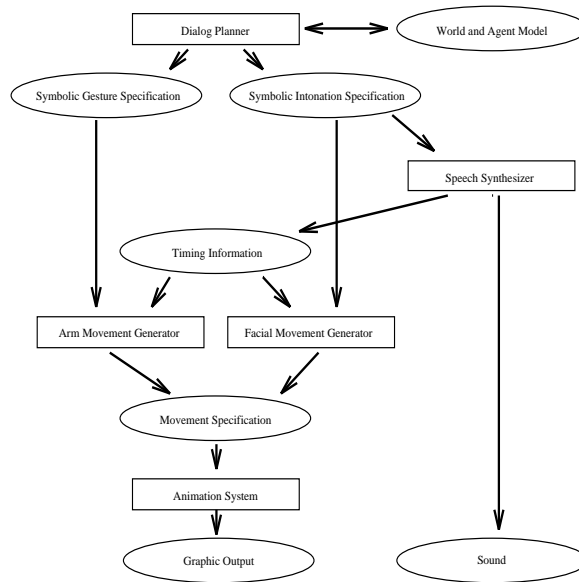 Dialog Planner
World and Agent Model
Symbolic Gesture Specification
Symbolic Intonation Specification
Speech Synthesizer
Timing Information
Arm Movement Generator
Facial Movement Generator
Movement Specification
Animation System
Graphic Output
Sound